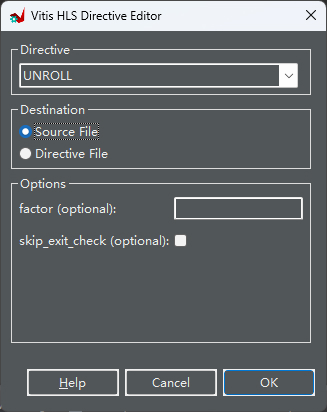 Vitis HLS Directive Editor
Directive
UNROLL
Destination
Source File
Directive File
Options
factor (optional):
skip_exit_check (optional):
Help
Cancel
OK